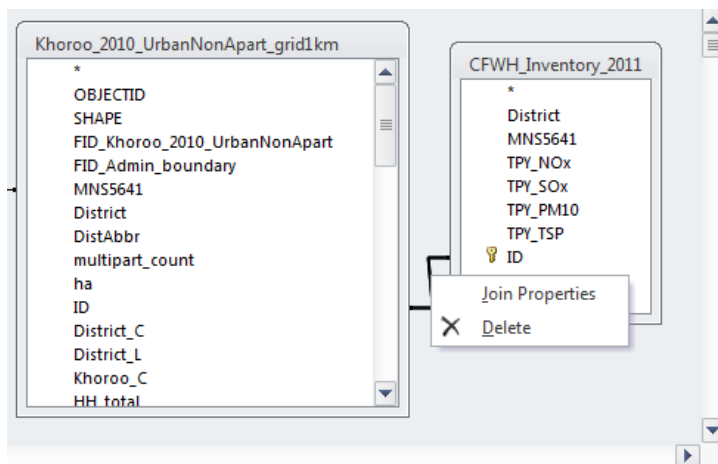 Khoroo_2010_UrbanNonApart_grid1km
*
OBJECTID
SHAPE
FID_Khoroo_2010_UrbanNonApart
FID_Admin_boundary
MNS5641
District
DistAbbr
multipart_count
ha
ID
District_C
District_L
Khoroo_C
HH_total
CFWH_Inventory_2011
*
District
MNS5641
TPY_NOx
TPY_SOx
TPY_PM10
TPY_TSP
ID
Join Properties
Delete